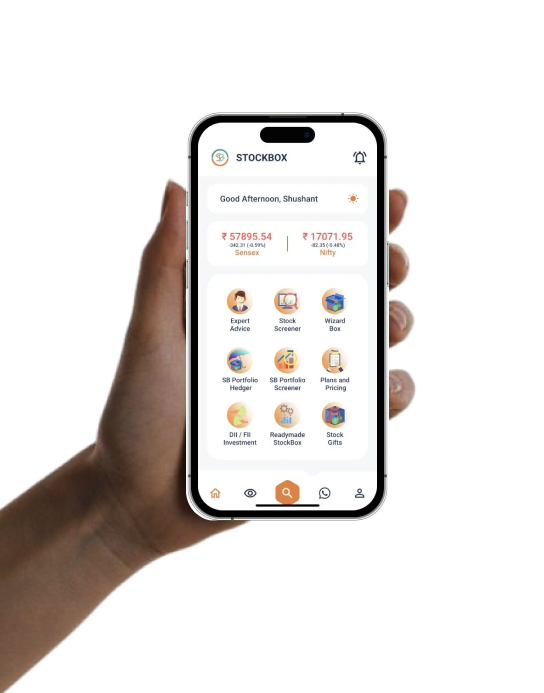 STOCKBOX
Good Afternoon, Shushant
₹ 57895.54 ₹ 17071.95
-342.31 (-0.59%) -82.35 (-0.48%)
Sensex Nifty
Expert Stock Wizard
Advice Screener Box
SB Portfolio SB Portfolio Plans and
Hedger Screener Pricing
DII / FII Readymade Stock
Investment StockBox Gifts